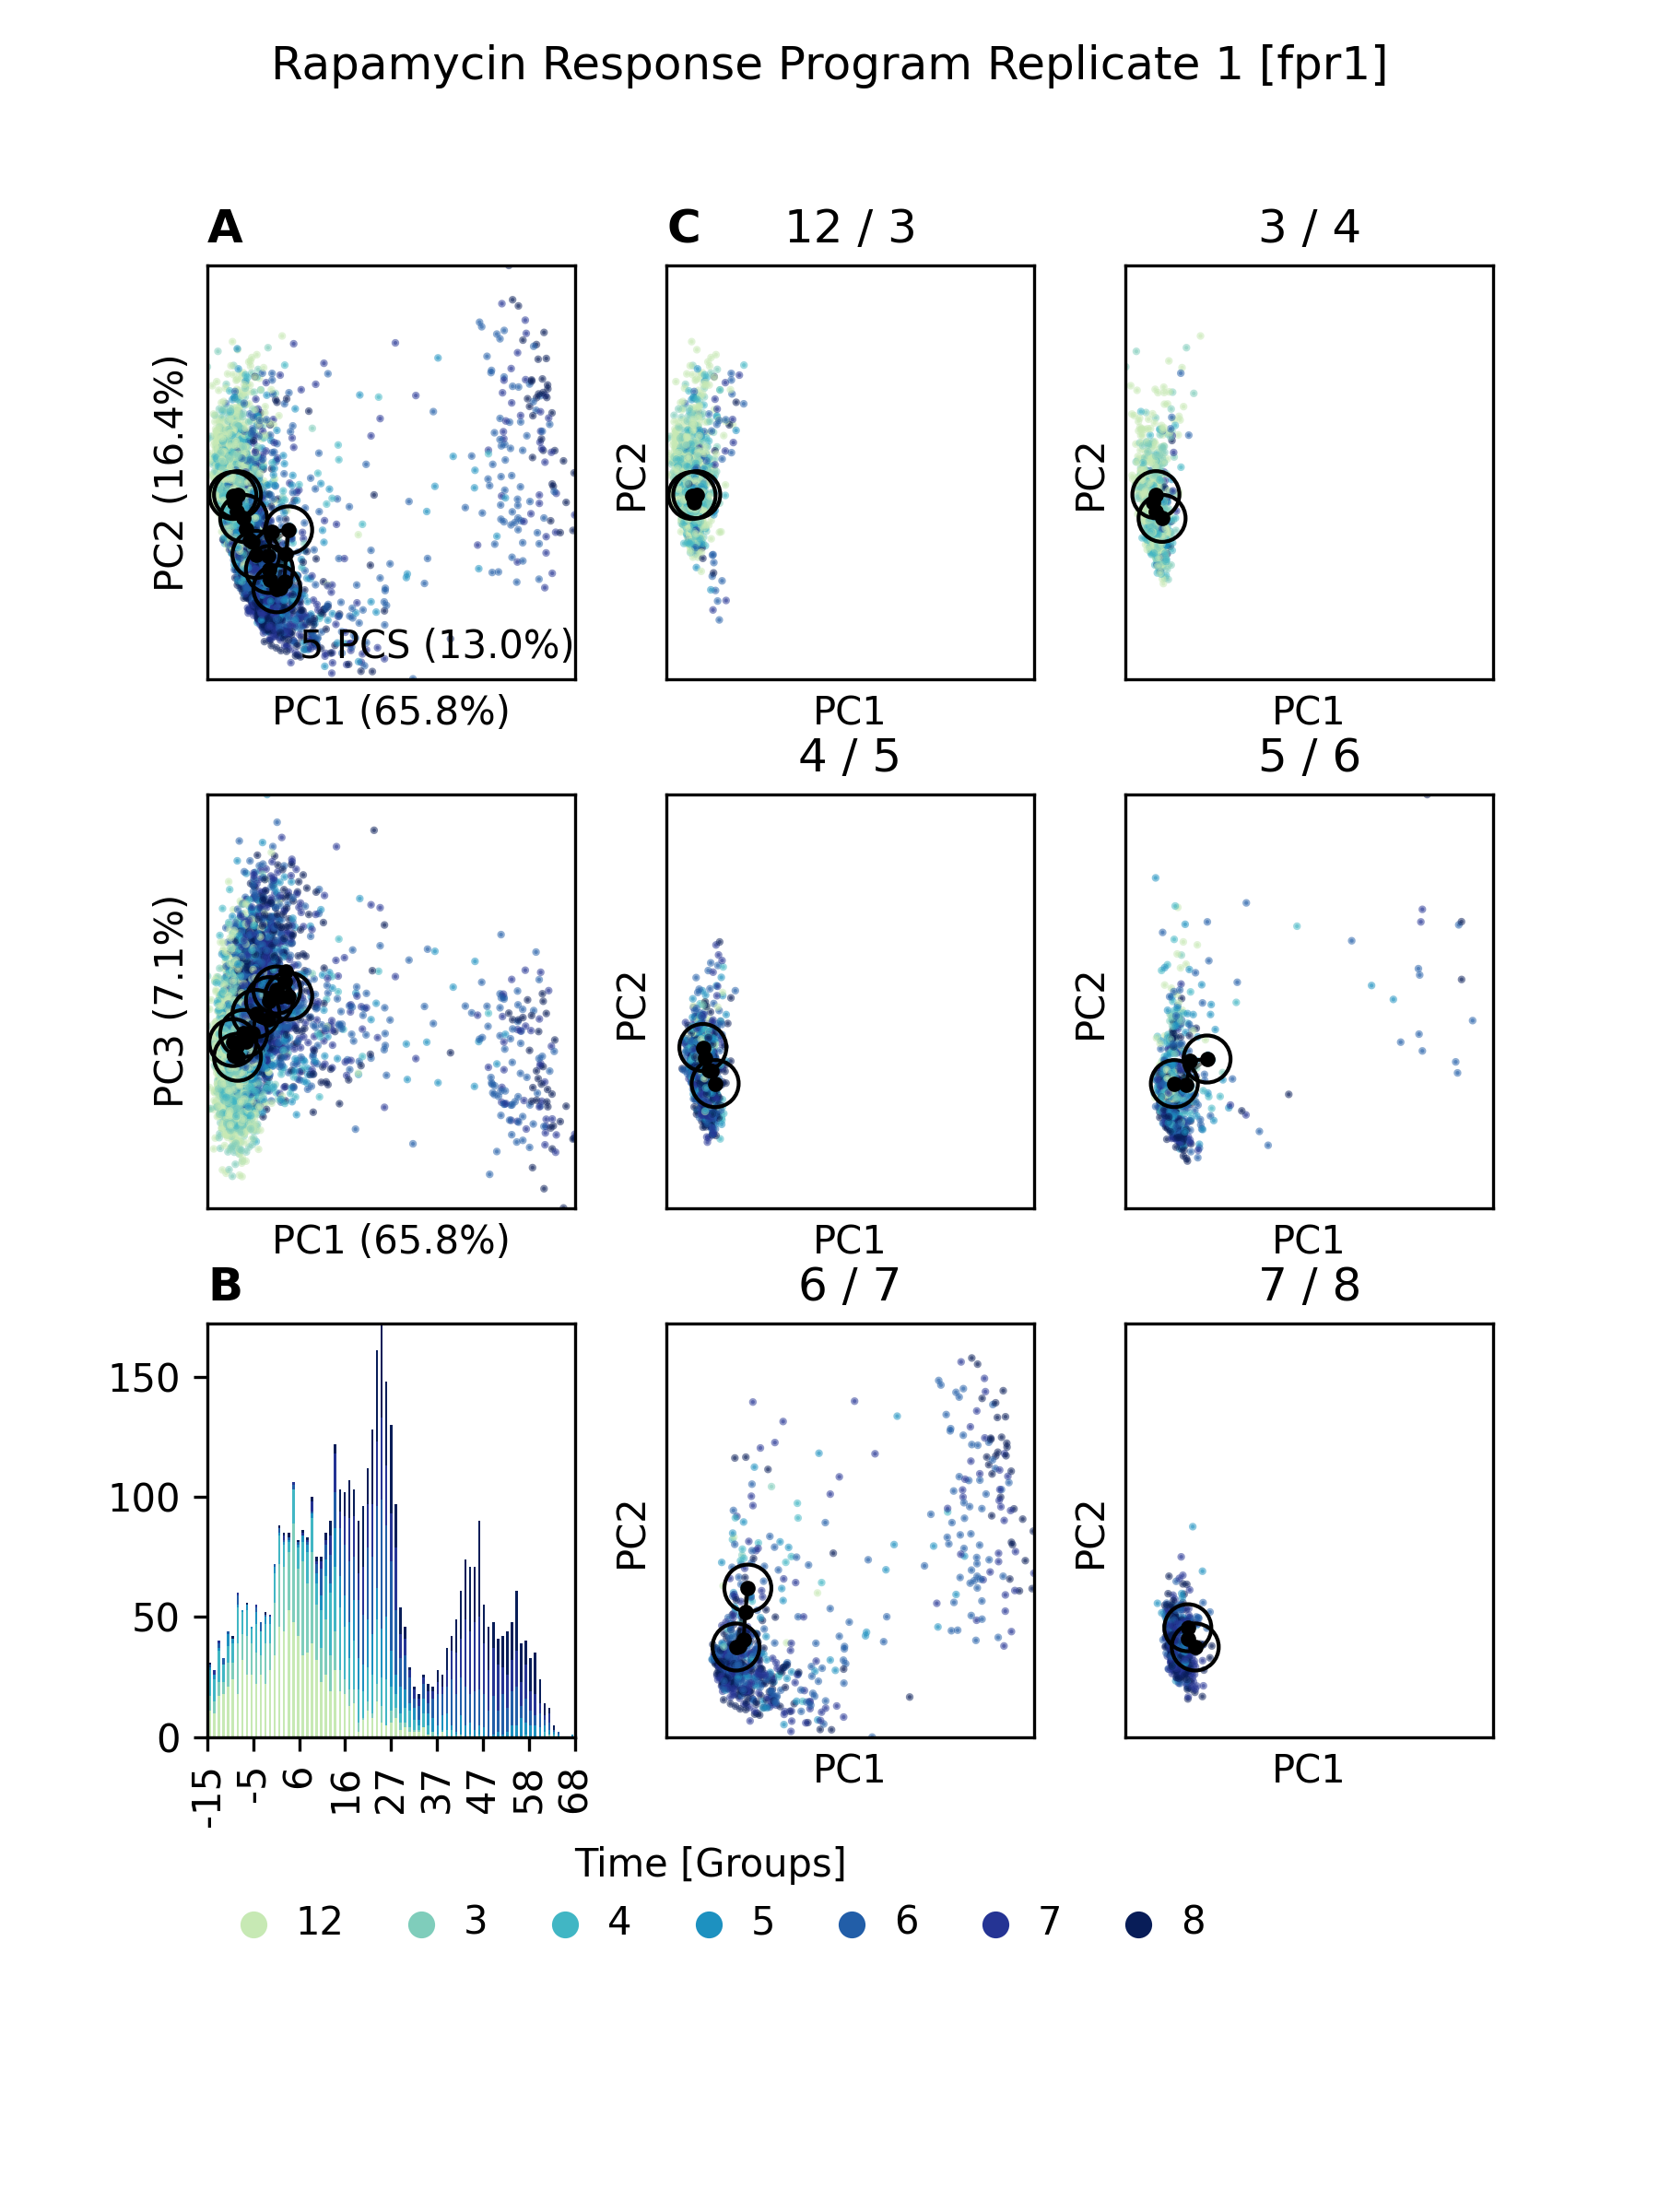 Rapamycin Response Program Replicate 1 [fpr1]
A
PC2 (16.4%)
5 PCS (13.0%)
PC1 (65.8%)
C
12 / 3
PC2
PC1
3 / 4
PC2
PC1
PC3 (7.1%)
PC1 (65.8%)
4 / 5
PC2
PC1
5 / 6
PC2
PC1
B
150
100
50
0
-15
-5
6
16
27
37
47
58
68
6 / 7
PC2
PC1
7 / 8
PC2
PC1
Time [Groups]
12 3 4 5 6 7 8